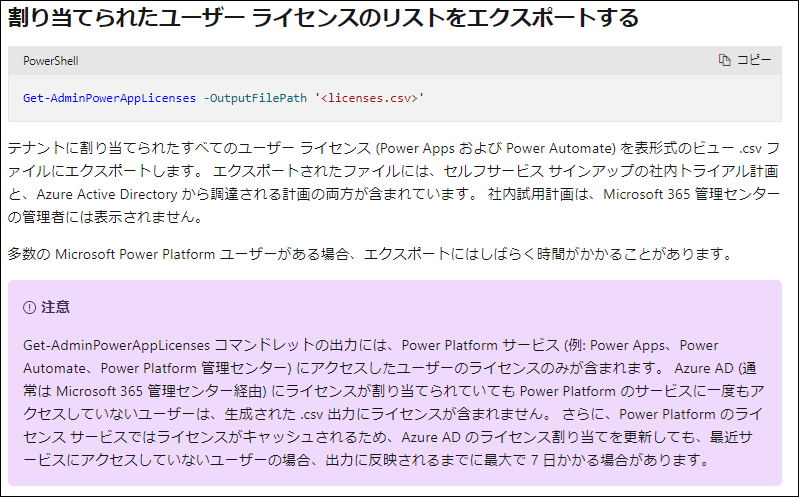 割り当てられたユーザー ライセンスのリストをエクスポートする
PowerShell
コピー
Get-AdminPowerAppLicenses -OutputFilePath '<licenses.csv>'
テナントに割り当てられたすべてのユーザー ライセンス (Power Apps および Power Automate) を表形式のビュー .csv フ
ァイルにエクスポートします。 エクスポートされたファイルには、セルフサービス サインアップの社内トライアル計画
と、Azure Active Directory から調達される計画の両方が含まれています。 社内試用計画は、Microsoft 365 管理センター
の管理者には表示されません。
多数の Microsoft Power Platform ユーザーがある場合、エクスポートにはしばらく時間がかかることがあります。
注意
Get-AdminPowerAppLicenses コマンドレットの出力には、Power Platform サービス (例: Power Apps、Power
Automate、Power Platform 管理センター) にアクセスしたユーザーのライセンスのみが含まれます。 Azure AD (通
常は Microsoft 365 管理センター経由) にライセンスが割り当てられていても Power Platform のサービスに一度もア
クセスしていないユーザーは、生成された .csv 出力にライセンスが含まれません。 さらに、Power Platform のライ
センス サービスではライセンスがキャッシュされるため、Azure AD のライセンス割り当てを更新しても、最近サ
ービスにアクセスしていないユーザーの場合、出力に反映されるまでに最大で 7 日かかる場合があります。